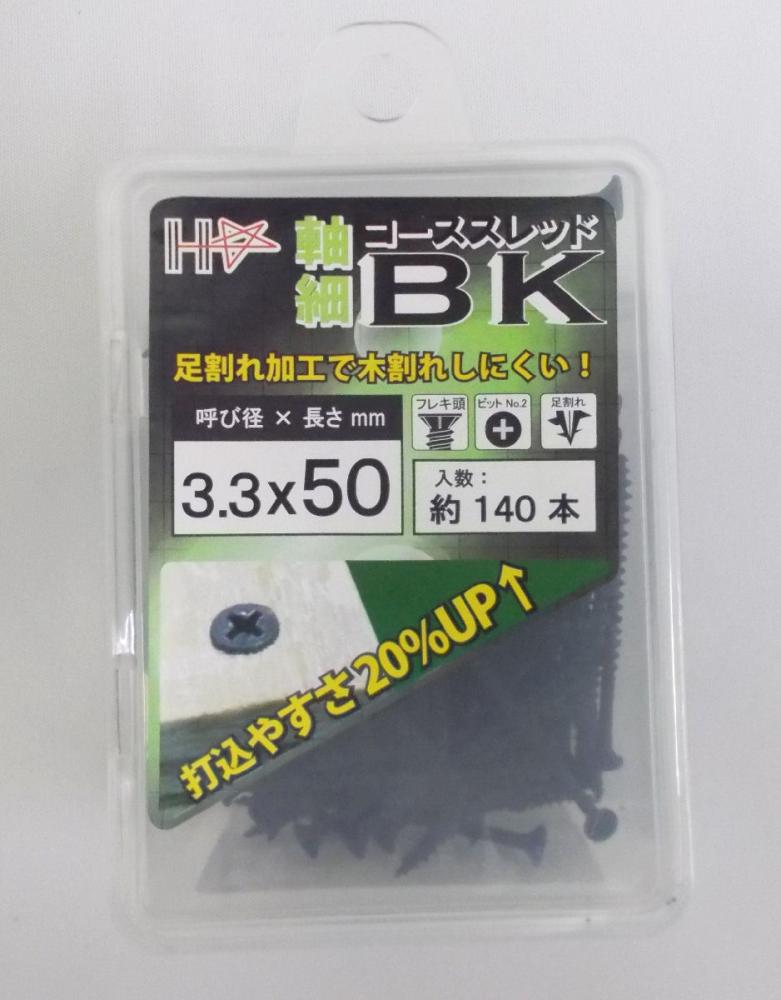 H☆
軸細
コーススレッド
BK
足割れ加工で木割れしにくい!
呼び径 × 長さ mm
3.3x50
フレキ頭
ビットNo.2
足割れ
入数:
約 140 本
打込やすさ20%UP↑